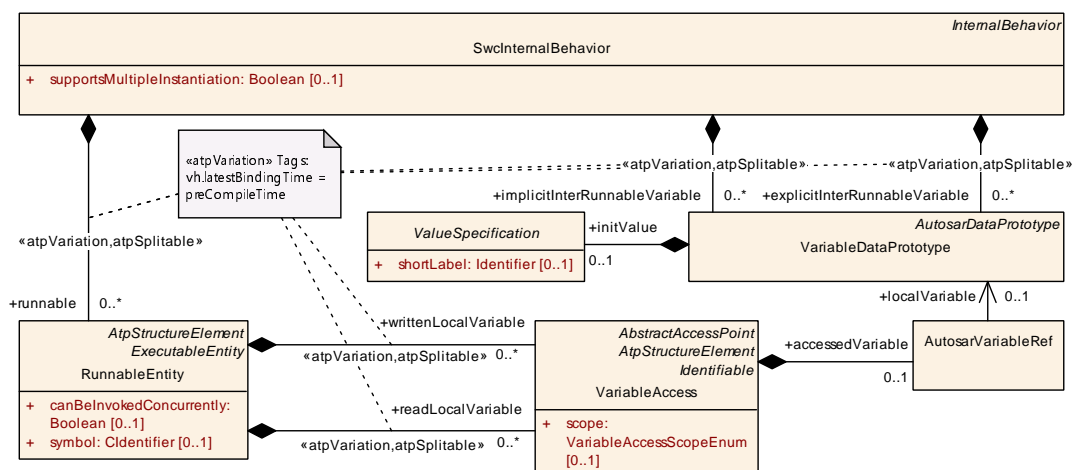 InternalBehavior
SwcInternalBehavior
+ supportsMultipleInstantiation: Boolean [0..1]
«atpVariation» Tags:
vh.latestBindingTime =
preCompileTime
«atpVariation,atpSplitable»
«atpVariation,atpSplitable»
+implicitInterRunnableVariable 0..*
+explicitInterRunnableVariable 0..*
«atpVariation,atpSplitable»
+runnable 0..*
ValueSpecification
+ shortLabel: Identifier [0..1]
+initValue
0..1
AutosarDataPrototype
VariableDataPrototype
+localVariable 0..1
AtpStructureElement
ExecutableEntity
RunnableEntity
+ canBeInvokedConcurrently:
Boolean [0..1]
+ symbol: CIdentifier [0..1]
+writtenLocalVariable
«atpVariation,atpSplitable» 0..*
+readLocalVariable
«atpVariation,atpSplitable» 0..*
AbstractAccessPoint
AtpStructureElement
Identifiable
VariableAccess
+ scope:
VariableAccessScopeEnum
[0..1]
+accessedVariable
0..1
AutosarVariableRef